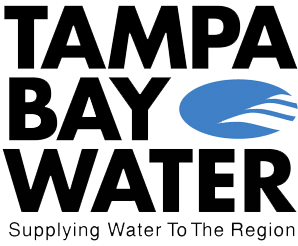 TAMPA
BAY
WATER
Supplying Water To The Region